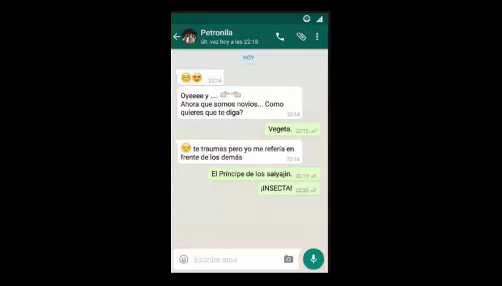 Petronila
últ. vez hoy a las 22:18
HOY
22:14
Oyeeee y ....
Ahora que somos novios... Como
quieres que te diga?
22:14
Vegeta. 22:15
te traumas pero yo me refería en
frente de los demás
22:16
El Príncipe de los saiyajin. 22:19
¡INSECTA! 22:20
Escribe aquí